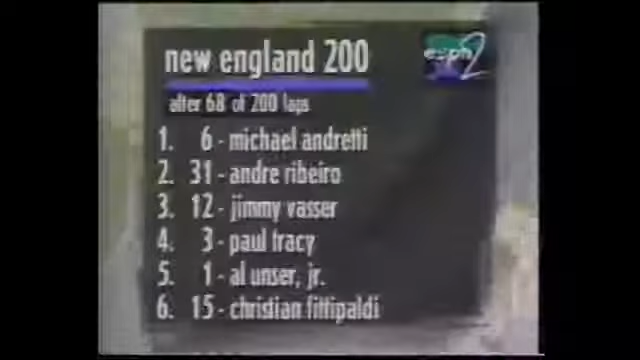 new england 200
espn2
after 68 of 200 laps
1. 6 - michael andretti
2. 31 - andre ribeiro
3. 12 - jimmy vasser
4. 3 - paul tracy
5. 1 - al unser, jr.
6. 15 - christian fittipaldi